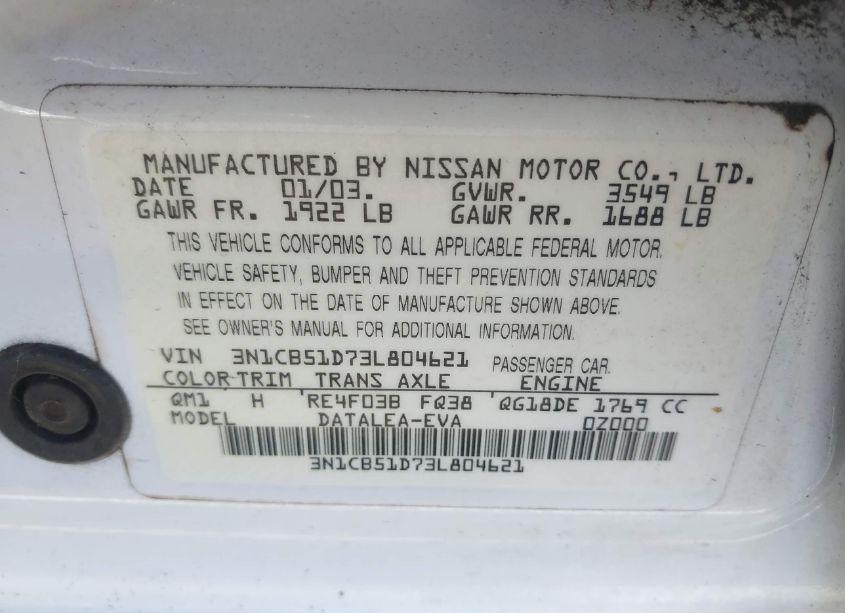 MANUFACTURED BY NISSAN MOTOR CO., LTD.
DATE 01/03. GVWR. 3549 LB
GAWR FR. 1922 LB GAWR RR. 1688 LB
THIS VEHICLE CONFORMS TO ALL APPLICABLE FEDERAL MOTOR.
VEHICLE SAFETY, BUMPER AND THEFT PREVENTION STANDARDS
IN EFFECT ON THE DATE OF MANUFACTURE SHOWN ABOVE.
SEE OWNER'S MANUAL FOR ADDITIONAL INFORMATION.
VIN 3N1CB51D73L804621 PASSENGER CAR.
COLOR-TRIM TRANS AXLE ENGINE
QM1 H RE4F03B FQ38 QG18DE 1769 CC
MODEL DATALEA-EVA 0Z000
3N1CB51D73L804621